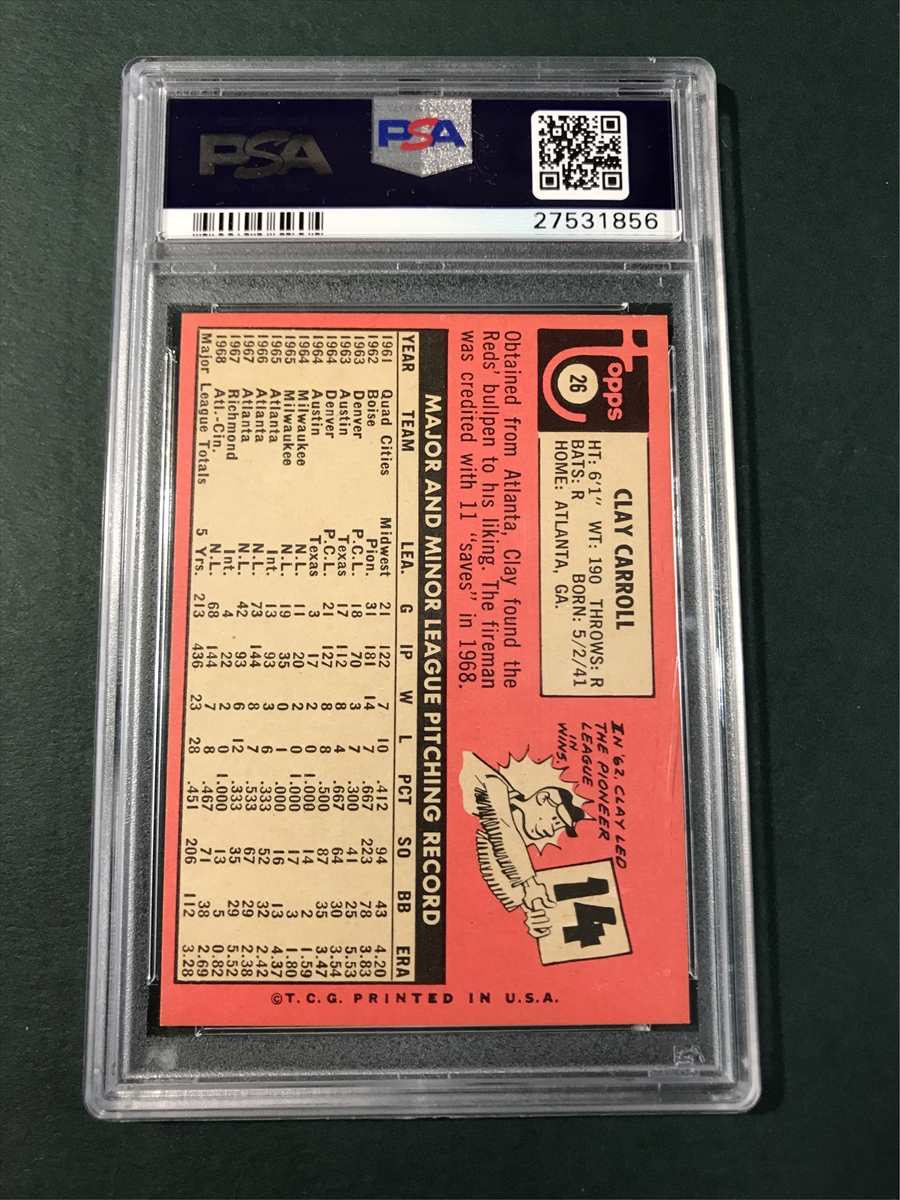 PSA
PSA
27531856
Topps
26
CLAY CARROLL
HT: 6'1" WT: 190 THROWS: R
BATS: R BORN: 5/2/41
HOME: ATLANTA, GA.
Obtained from Atlanta, Clay found the
Reds' bullpen to his liking. The fireman
was credited with 11 "saves" in 1968.
IN '62, CLAY LED
THE PIONEER
LEAGUE
IN
WINS.
14
MAJOR AND MINOR LEAGUE PITCHING RECORD
YEAR TEAM LEA. G IP W L PCT SO BB ERA
1961 Quad Cities Midwest 21 122 7 10 .412 94 43 4.20
1962 Boise Pion. 31 181 14 7 .667 223 78 3.83
1963 Denver P.C.L. 18 70 3 7 .300 41 25 5.53
1963 Austin Texas 17 112 8 4 .667 64 30 3.54
1964 Denver P.C.L. 21 127 8 8 .500 87 35 3.47
1964 Austin Texas 3 17 2 0 1.000 14 2 1.59
1964 Milwaukee N.L. 11 20 2 0 1.000 17 3 1.80
1965 Milwaukee N.L. 19 35 0 1 .000 16 13 4.37
1965 Atlanta Int. 13 93 3 6 .333 52 32 2.42
1966 Atlanta N.L. 73 144 8 7 .533 67 29 2.38
1967 Atlanta N.L. 42 93 6 12 .333 35 29 5.52
1967 Richmond Int. 4 22 2 0 1.000 13 5 0.82
1968 Atl.-Cin. N.L. 68 144 7 8 .467 71 38 2.69
Major League Totals 5 Yrs. 213 436 23 28 .451 206 112 3.28
©T.C.G. PRINTED IN U.S.A.